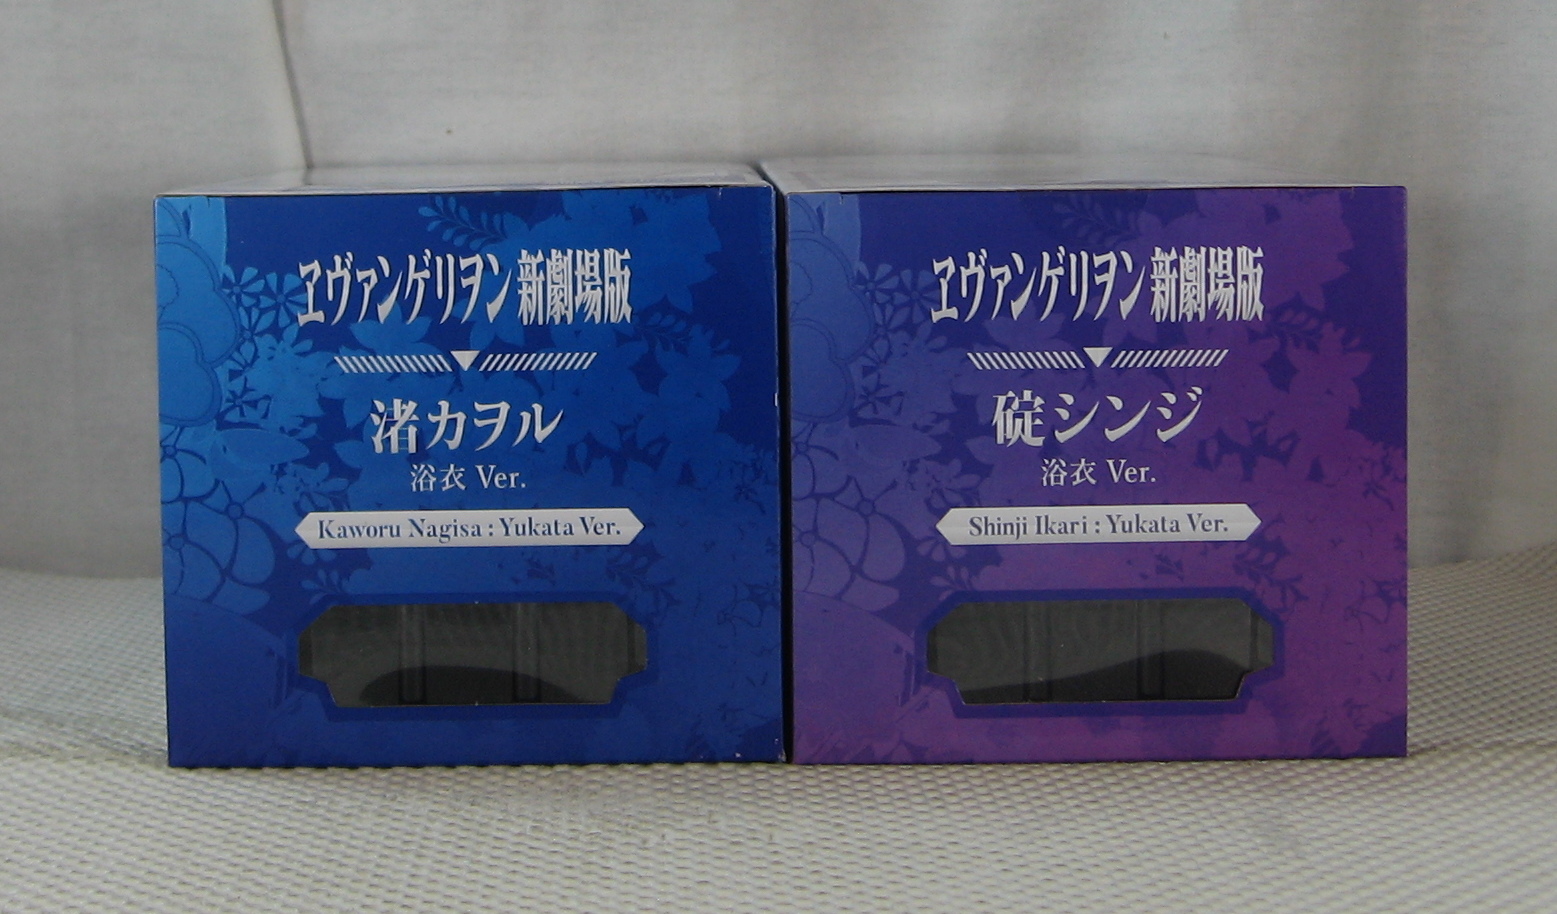 ヱヴァンゲリヲン 新劇場版
渚カヲル
浴衣 Ver.
Kaworu Nagisa : Yukata Ver.
ヱヴァンゲリヲン 新劇場版
碇シンジ
浴衣 Ver.
Shinji Ikari : Yukata Ver.